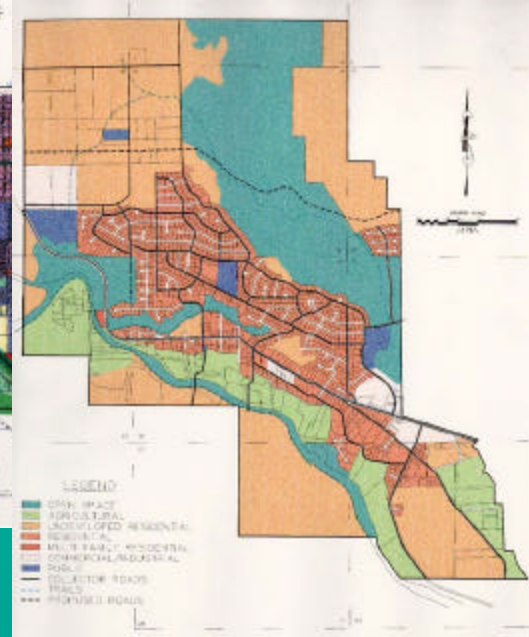 LEGEND
OPEN SPACE
AGRICULTURAL
UNDEVELOPED RESIDENTIAL
RESIDENTIAL
MULTI-FAMILY RESIDENTIAL
COMMERCIAL/INDUSTRIAL
PUBLIC
COLLECTOR ROADS
TRAILS
PROPOSED ROADS